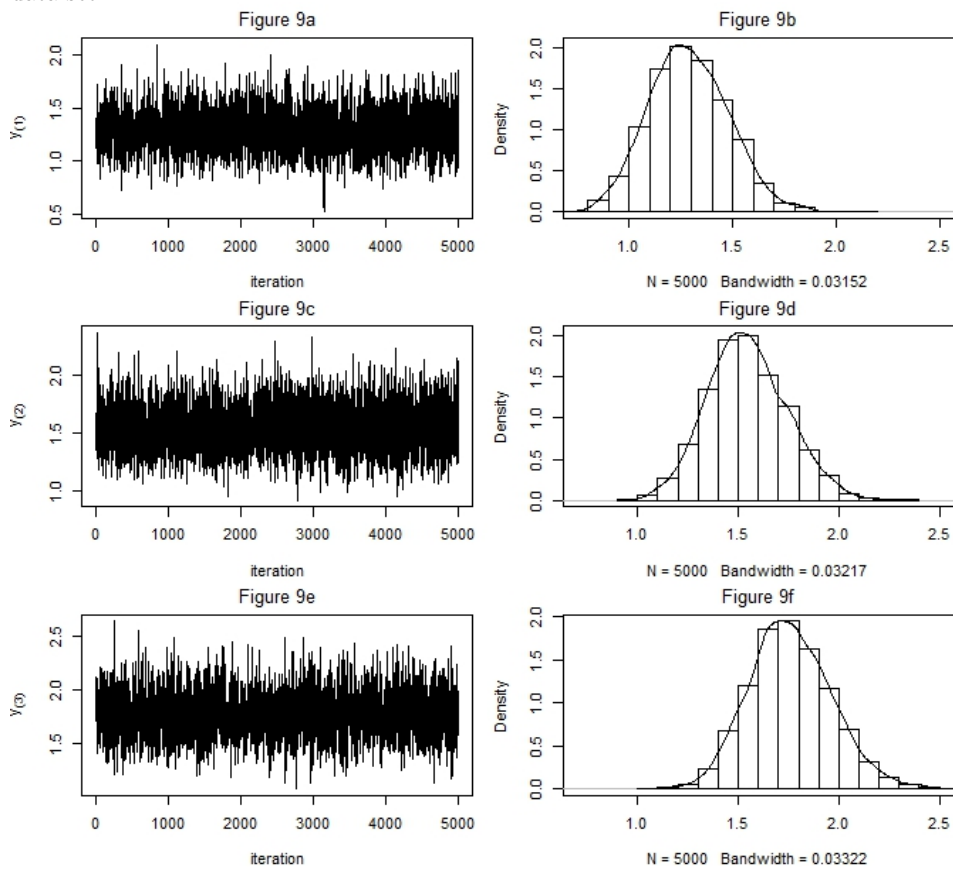 Figure 9a
y(1)
0.5 1.0 1.5 2.0
0 1000 2000 3000 4000 5000
iteration
Figure 9b
Density
0.0 0.5 1.0 1.5 2.0
1.0 1.5 2.0 2.5
N = 5000 Bandwidth = 0.03152
Figure 9c
y(2)
1.0 1.5 2.0
0 1000 2000 3000 4000 5000
iteration
Figure 9d
Density
0.0 0.5 1.0 1.5 2.0
1.0 1.5 2.0 2.5
N = 5000 Bandwidth = 0.03217
Figure 9e
y(3)
1.5 2.0 2.5
0 1000 2000 3000 4000 5000
iteration
Figure 9f
Density
0.0 0.5 1.0 1.5 2.0
1.0 1.5 2.0 2.5
N = 5000 Bandwidth = 0.03322